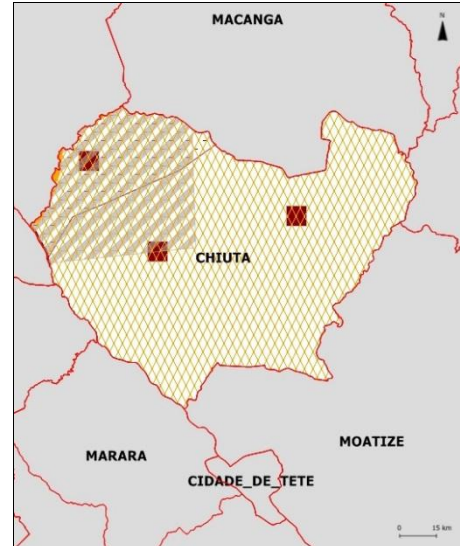 MACANGA
N
CHIUTA
MOATIZE
MARARA
CIDADE_DE_TETE
0 15 km